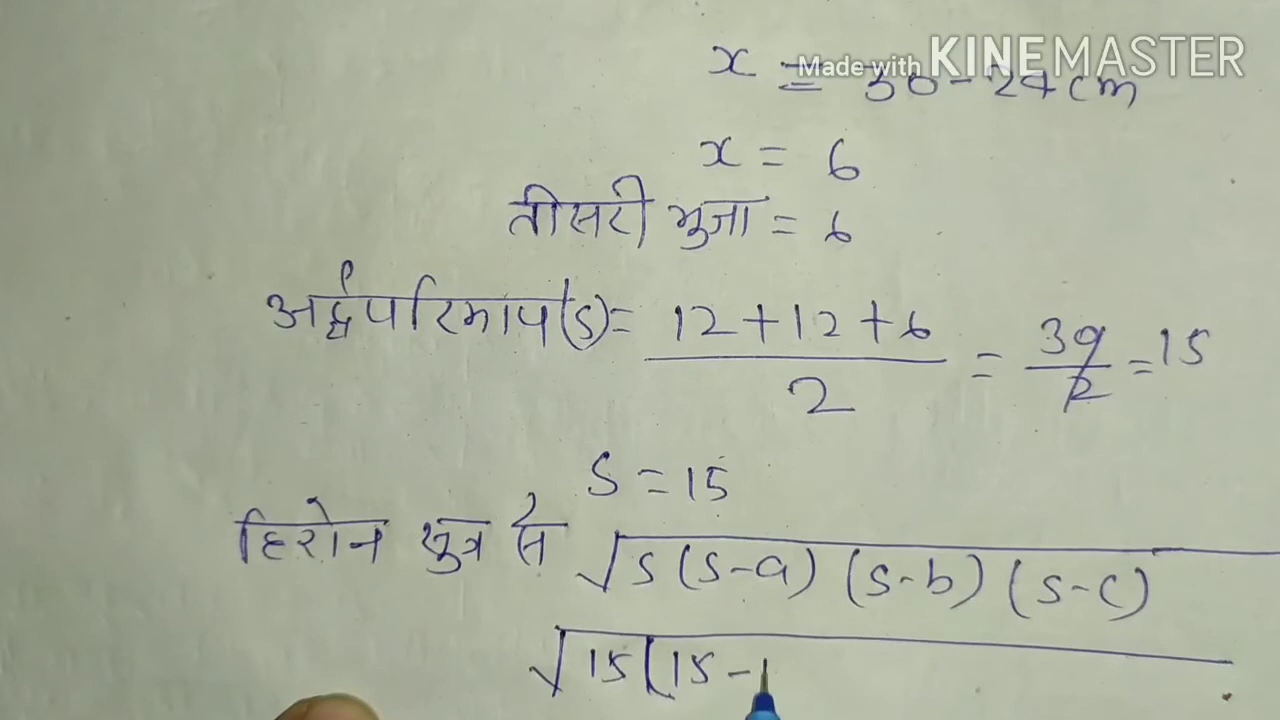 Made with KINEMASTER
x = 30 - 24 cm
x = 6
तीसरी भुजा = 6
अर्द्धपरिमाप (S) = 12 + 12 + 6 / 2 = 30 / 2 = 15
S = 15
हिरोन सुत्र से √S (S - a) (S - b) (S - c)
√15 (15 - 1